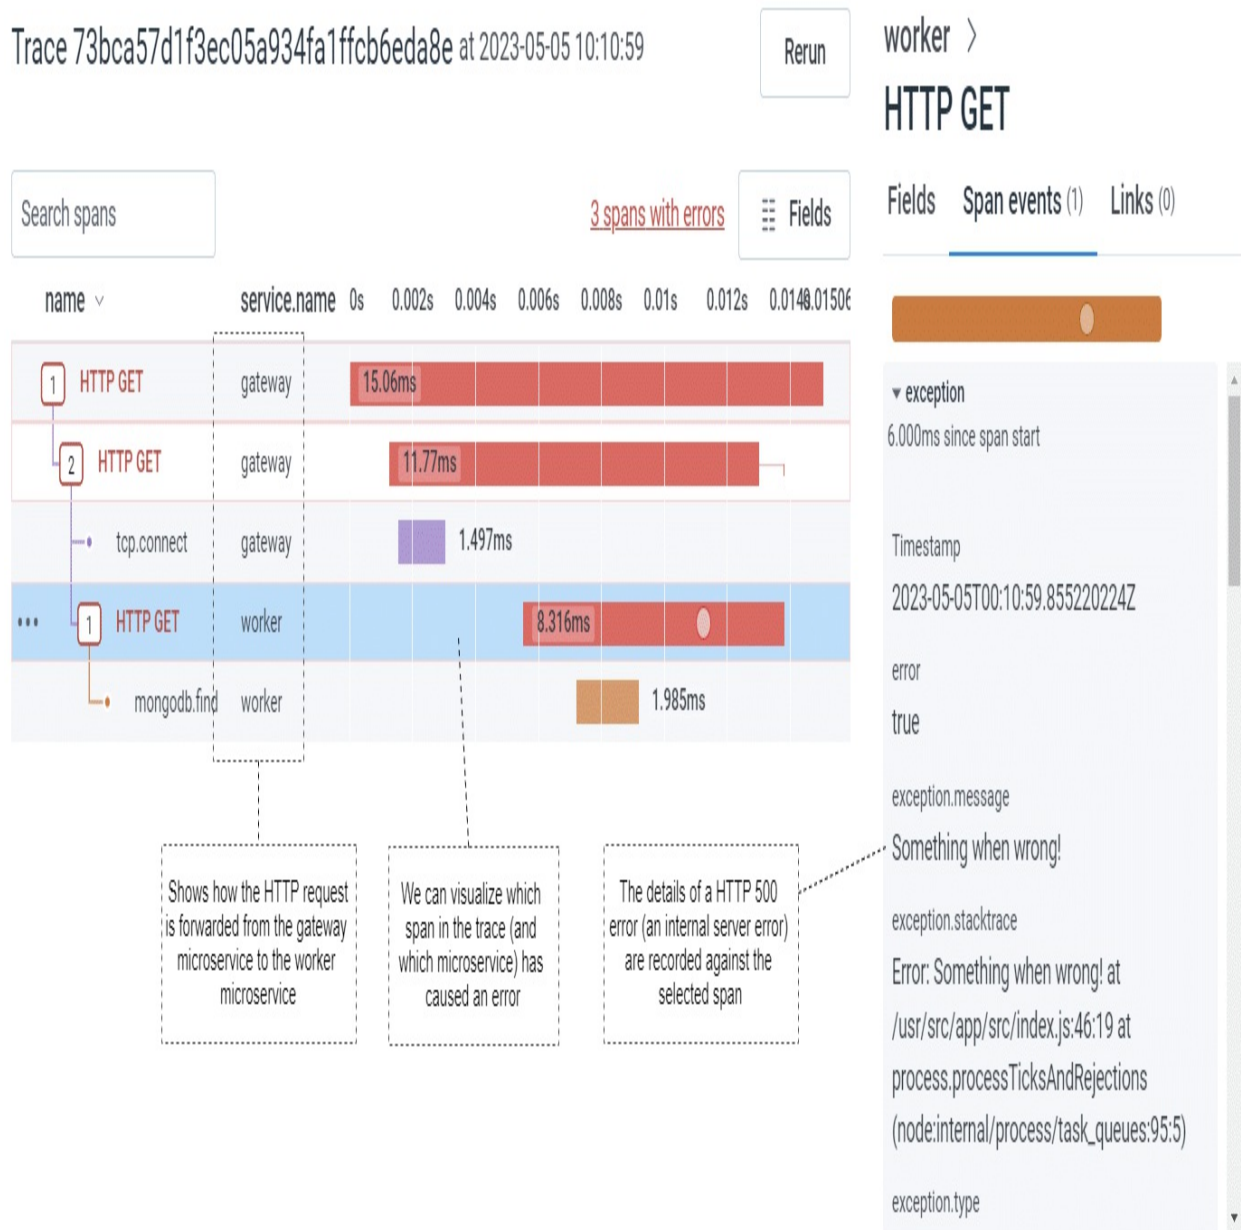 Trace 73bca57d1f3ec05a934fa1ffcb6eda8e at 2023-05-05 10:10:59
Rerun
Search spans
3 spans with errors
Fields
name service.name 0s 0.002s 0.004s 0.006s 0.008s 0.01s 0.012s
1 HTTP GET gateway 15.06ms
2 HTTP GET gateway 11.77ms
tcp.connect gateway 1.497ms
1 HTTP GET worker 8.316ms
mongodb.find worker 1.985ms
Shows how the HTTP request
is forwarded from the gateway
microservice to the worker
microservice
We can visualize which
span in the trace (and
which microservice) has
caused an error
The details of a HTTP 500
error (an internal server error)
are recorded against the
selected span
worker
HTTP GET
Fields Span events (1) Links (0)
exception
6.000ms since span start
Timestamp
2023-05-05T00:10:59.855220224Z
error
true
exception.message
Something when wrong!
exception.stacktrace
Error: Something when wrong! at
/usr/src/app/src/index.js:46:19 at
process.processTicksAndRejections
(node:internal/process/task_queues:95:5)
exception.type